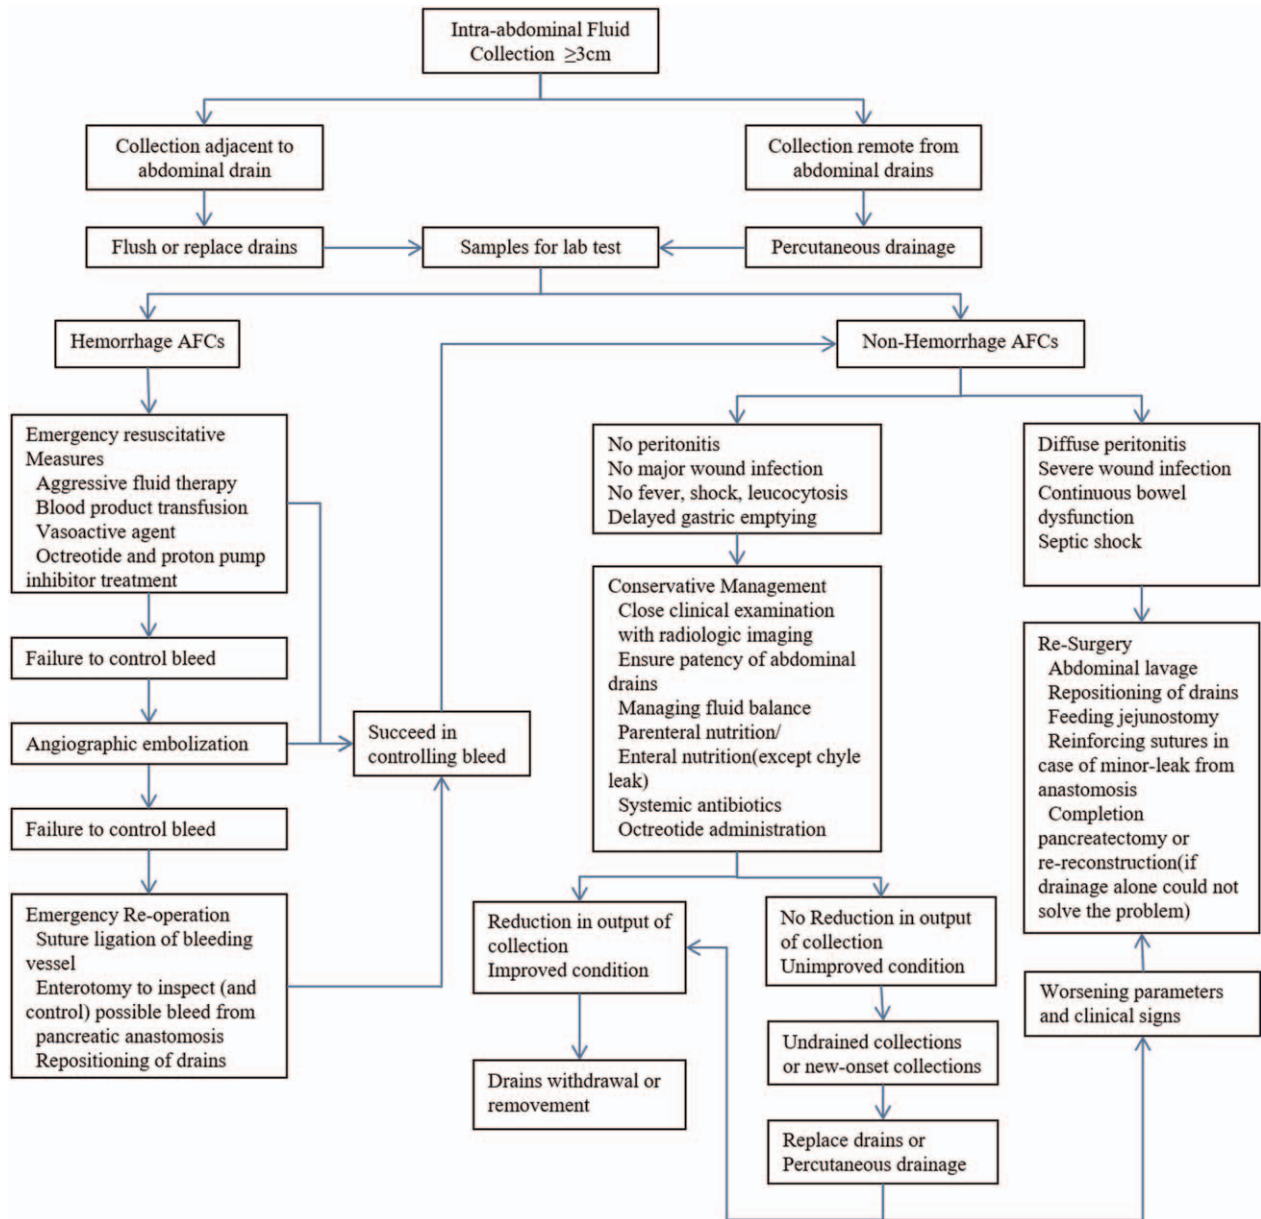 Intra-abdominal Fluid
Collection ≥3cm
Collection adjacent to
abdominal drain
Collection remote from
abdominal drains
Flush or replace drains
Samples for lab test
Percutaneous drainage
Hemorrhage AFCs
Non-Hemorrhage AFCs
Emergency resuscitative
Measures
Aggressive fluid therapy
Blood product transfusion
Vasoactive agent
Octreotide and proton pump
inhibitor treatment
No peritonitis
No major wound infection
No fever, shock, leucocytosis
Delayed gastric emptying
Diffuse peritonitis
Severe wound infection
Continuous bowel
dysfunction
Septic shock
Failure to control bleed
Angiographic embolization
Succeed in
controlling bleed
Failure to control bleed
Emergency Re-operation
Suture ligation of bleeding
vessel
Enterotomy to inspect (and
control) possible bleed from
pancreatic anastomosis
Repositioning of drains
Conservative Management
Close clinical examination
with radiologic imaging
Ensure patency of abdominal
drains
Managing fluid balance
Parenteral nutrition/
Enteral nutrition(except chyle
leak)
Systemic antibiotics
Octreotide administration
Re-Surgery
Abdominal lavage
Repositioning of drains
Feeding jejunostomy
Reinforcing sutures in
case of minor-leak from
anastomosis
Completion
pancreatectomy or
re-reconstruction(if
drainage alone could not
solve the problem)
Reduction in output of
collection
Improved condition
No Reduction in output
of collection
Unimproved condition
Worsening parameters
and clinical signs
Drains withdrawal or
removement
Undrained collections
or new-onset collections
Replace drains or
Percutaneous drainage